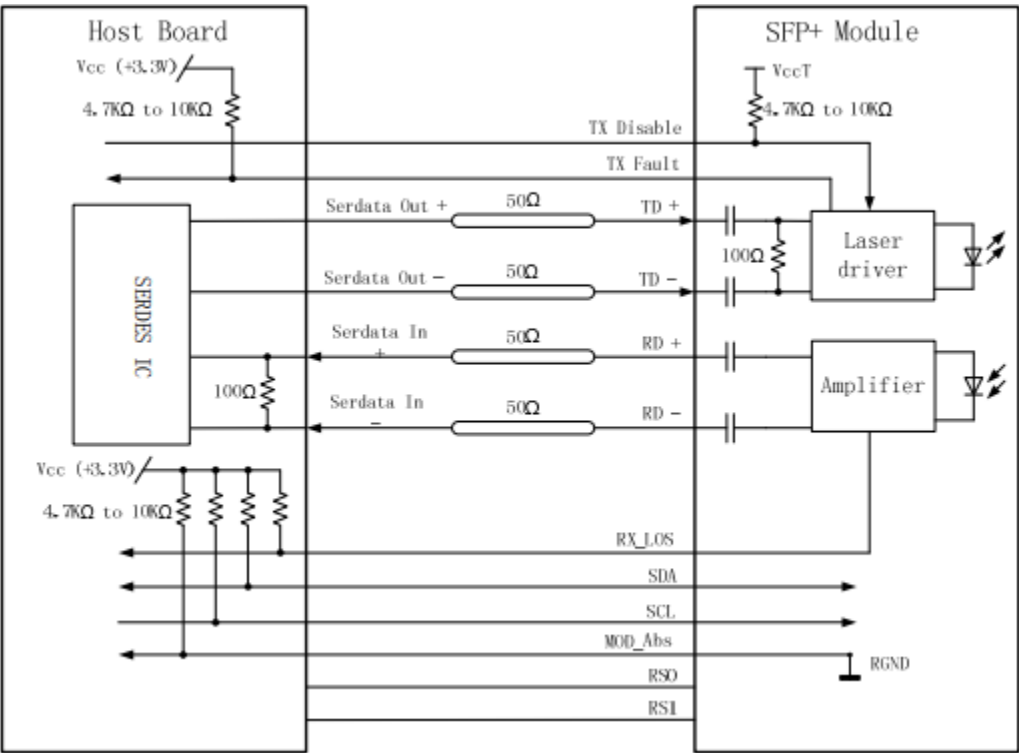 Host Board
SFP+ Module
Vcc (+3.3V)
VccT
4.7KΩ to 10KΩ
4.7KΩ to 10KΩ
TX Disable
TX Fault
Serdata Out +
50Ω
TD +
100Ω
Laser
driver
Serdata Out −
50Ω
TD −
SERDES IC
Serdata In
+
50Ω
RD +
100Ω
Amplifier
Serdata In
−
50Ω
RD −
Vcc (+3.3V)
4.7KΩ to 10KΩ
RX_LOS
SDA
SCL
MOD_Abs
RGND
RS0
RS1